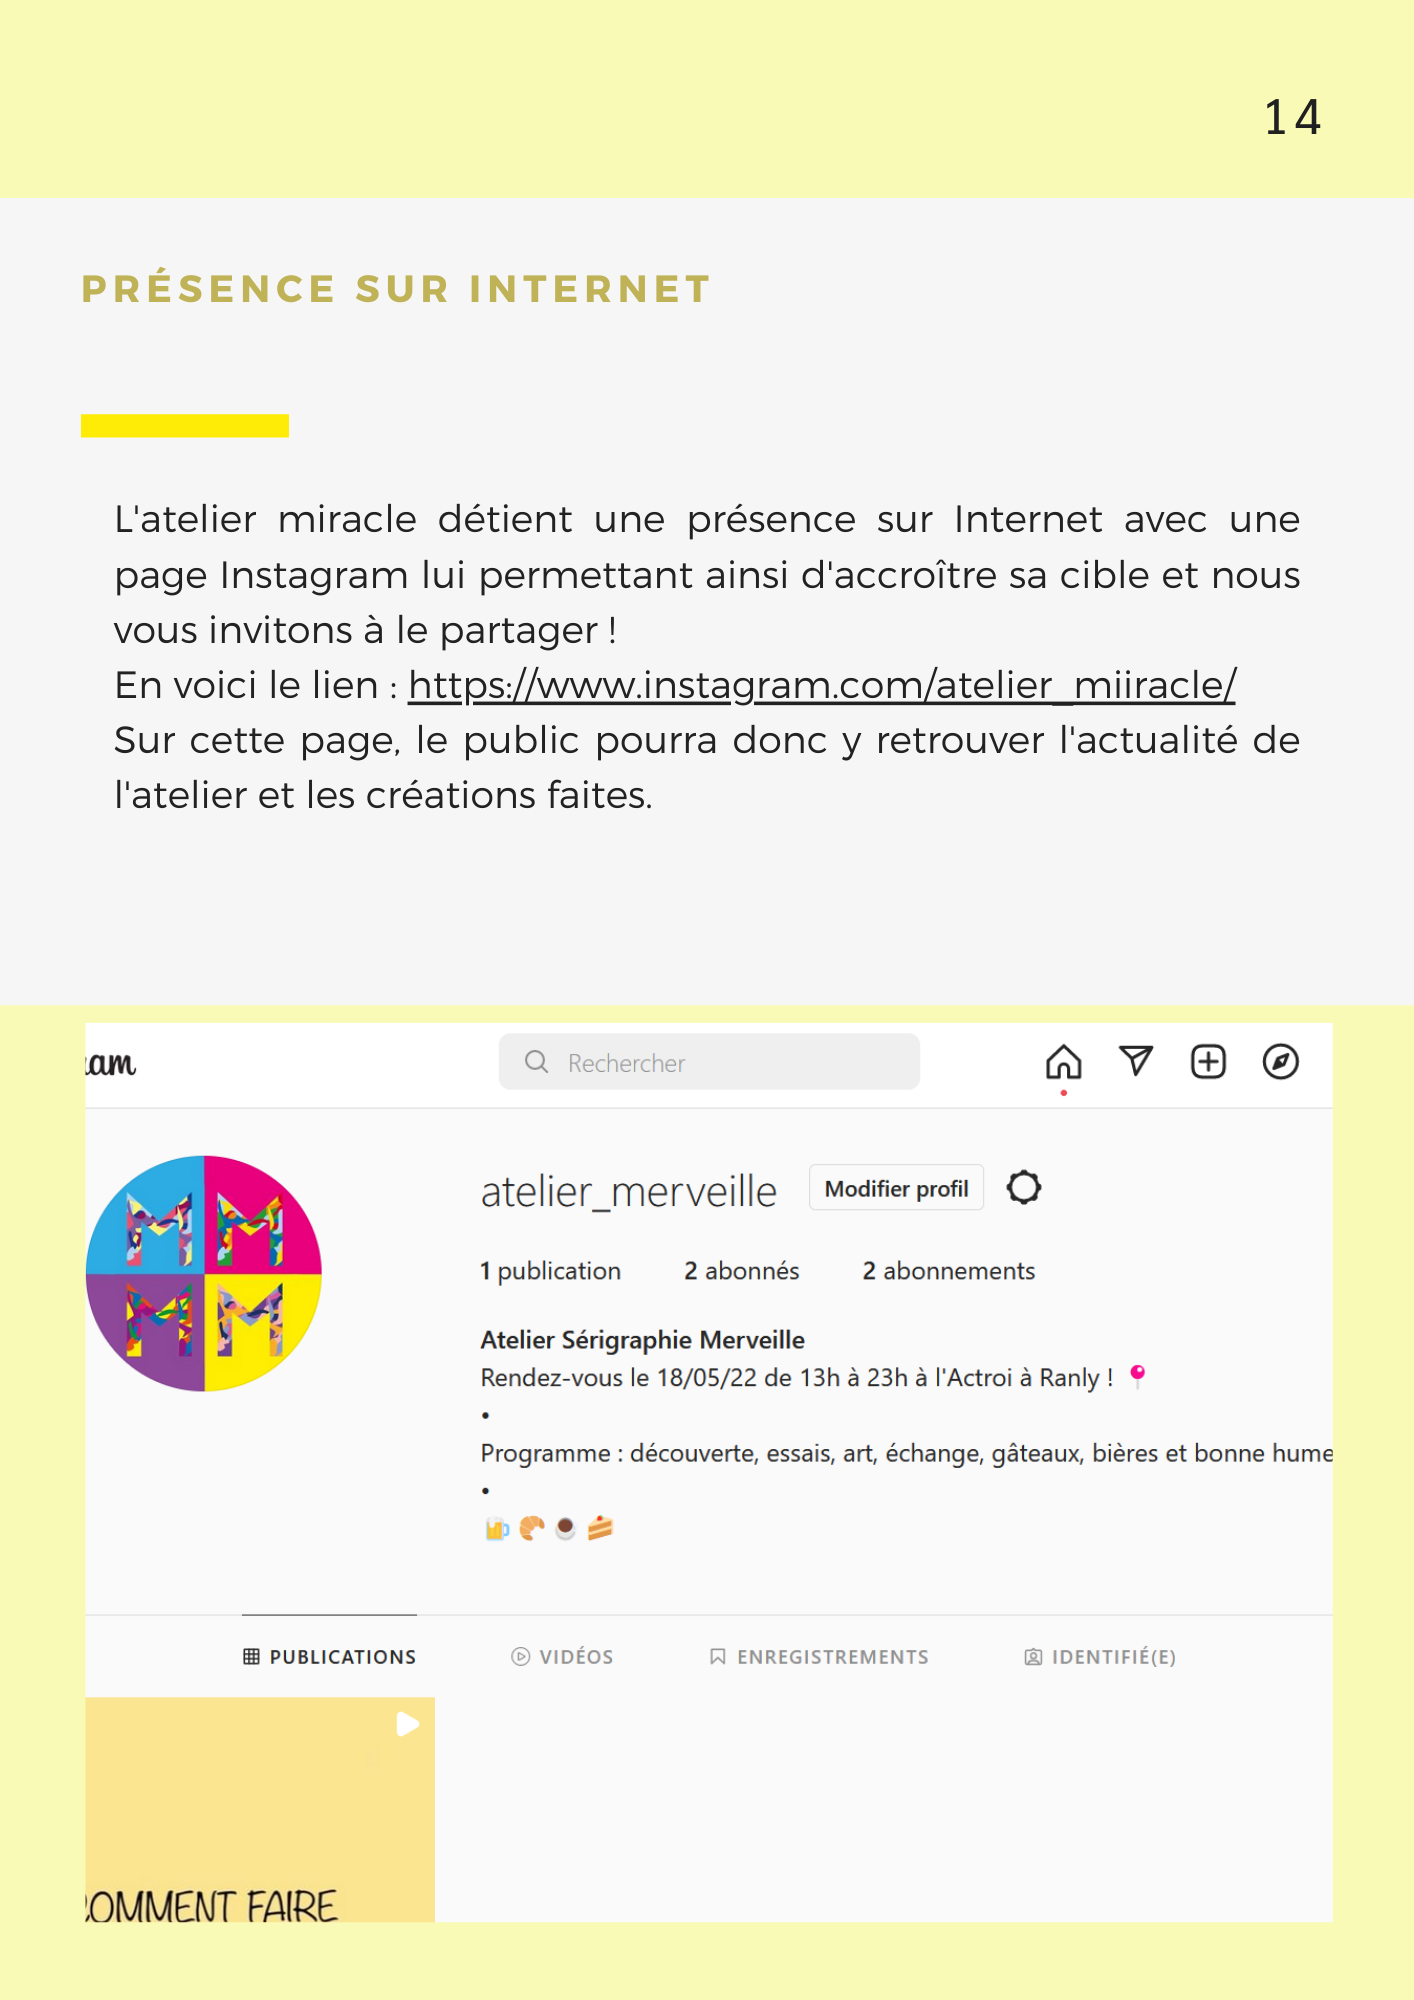 14
PRÉSENCE SUR INTERNET
L'atelier miracle détient une présence sur Internet avec une
page Instagram lui permettant ainsi d'accroître sa cible et nous
vous invitons à le partager !
En voici le lien : https://www.instagram.com/atelier_miiracle/
Sur cette page, le public pourra donc y retrouver l'actualité de
l'atelier et les créations faites.
am
Rechercher
atelier_merveille
Modifier profil
1 publication 2 abonnés 2 abonnements
Atelier Sérigraphie Merveille
Rendez-vous le 18/05/22 de 13h à 23h à l'Actroi à Ranly ! 📍
•
Programme : découverte, essais, art, échange, gâteaux, bières et bonne hume
•
🍺🥐☕🍰
M M
M M
PUBLICATIONS VIDÉOS ENREGISTREMENTS IDENTIFIÉ(E)
COMMENT FAIRE